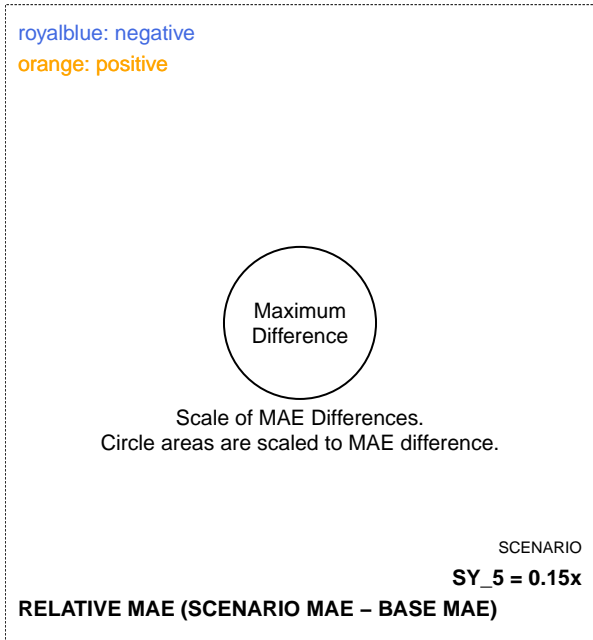 royalblue: negative
orange: positive
Maximum
Difference
Scale of MAE Differences.
Circle areas are scaled to MAE difference.
SCENARIO
SY_5 = 0.15x
RELATIVE MAE (SCENARIO MAE – BASE MAE)